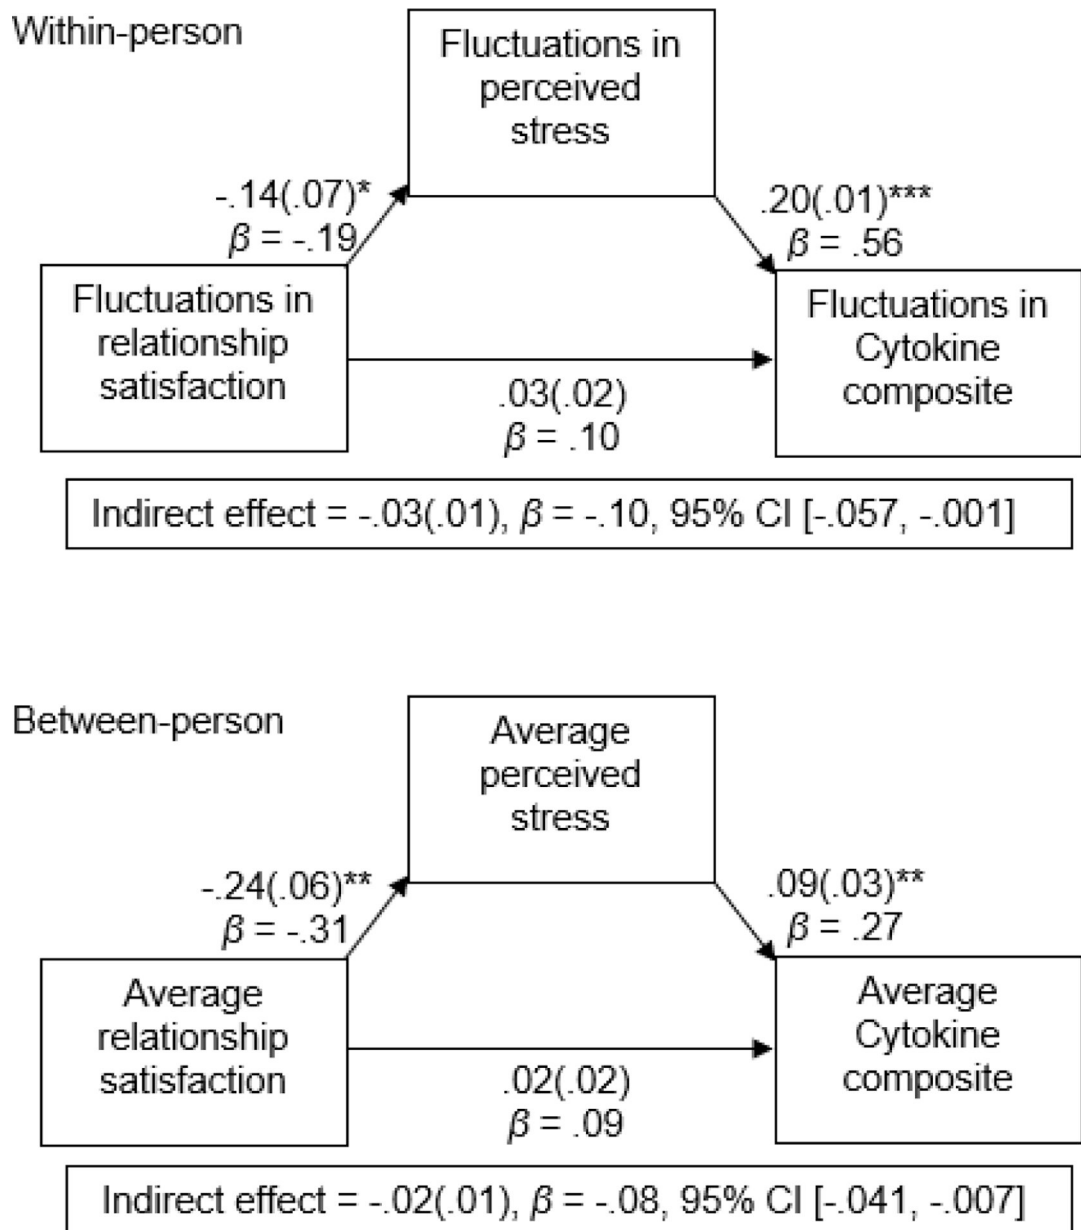 Within-person
Fluctuations in
perceived
stress
-.14(.07)*
β = -.19
.20(.01)***
β = .56
Fluctuations in
relationship
satisfaction
Fluctuations in
Cytokine
composite
.03(.02)
β = .10
Indirect effect = -.03(.01), β = -.10, 95% CI [-.057, -.001]
Between-person
Average
perceived
stress
-.24(.06)**
β = -.31
.09(.03)**
β = .27
Average
relationship
satisfaction
Average
Cytokine
composite
.02(.02)
β = .09
Indirect effect = -.02(.01), β = -.08, 95% CI [-.041, -.007]